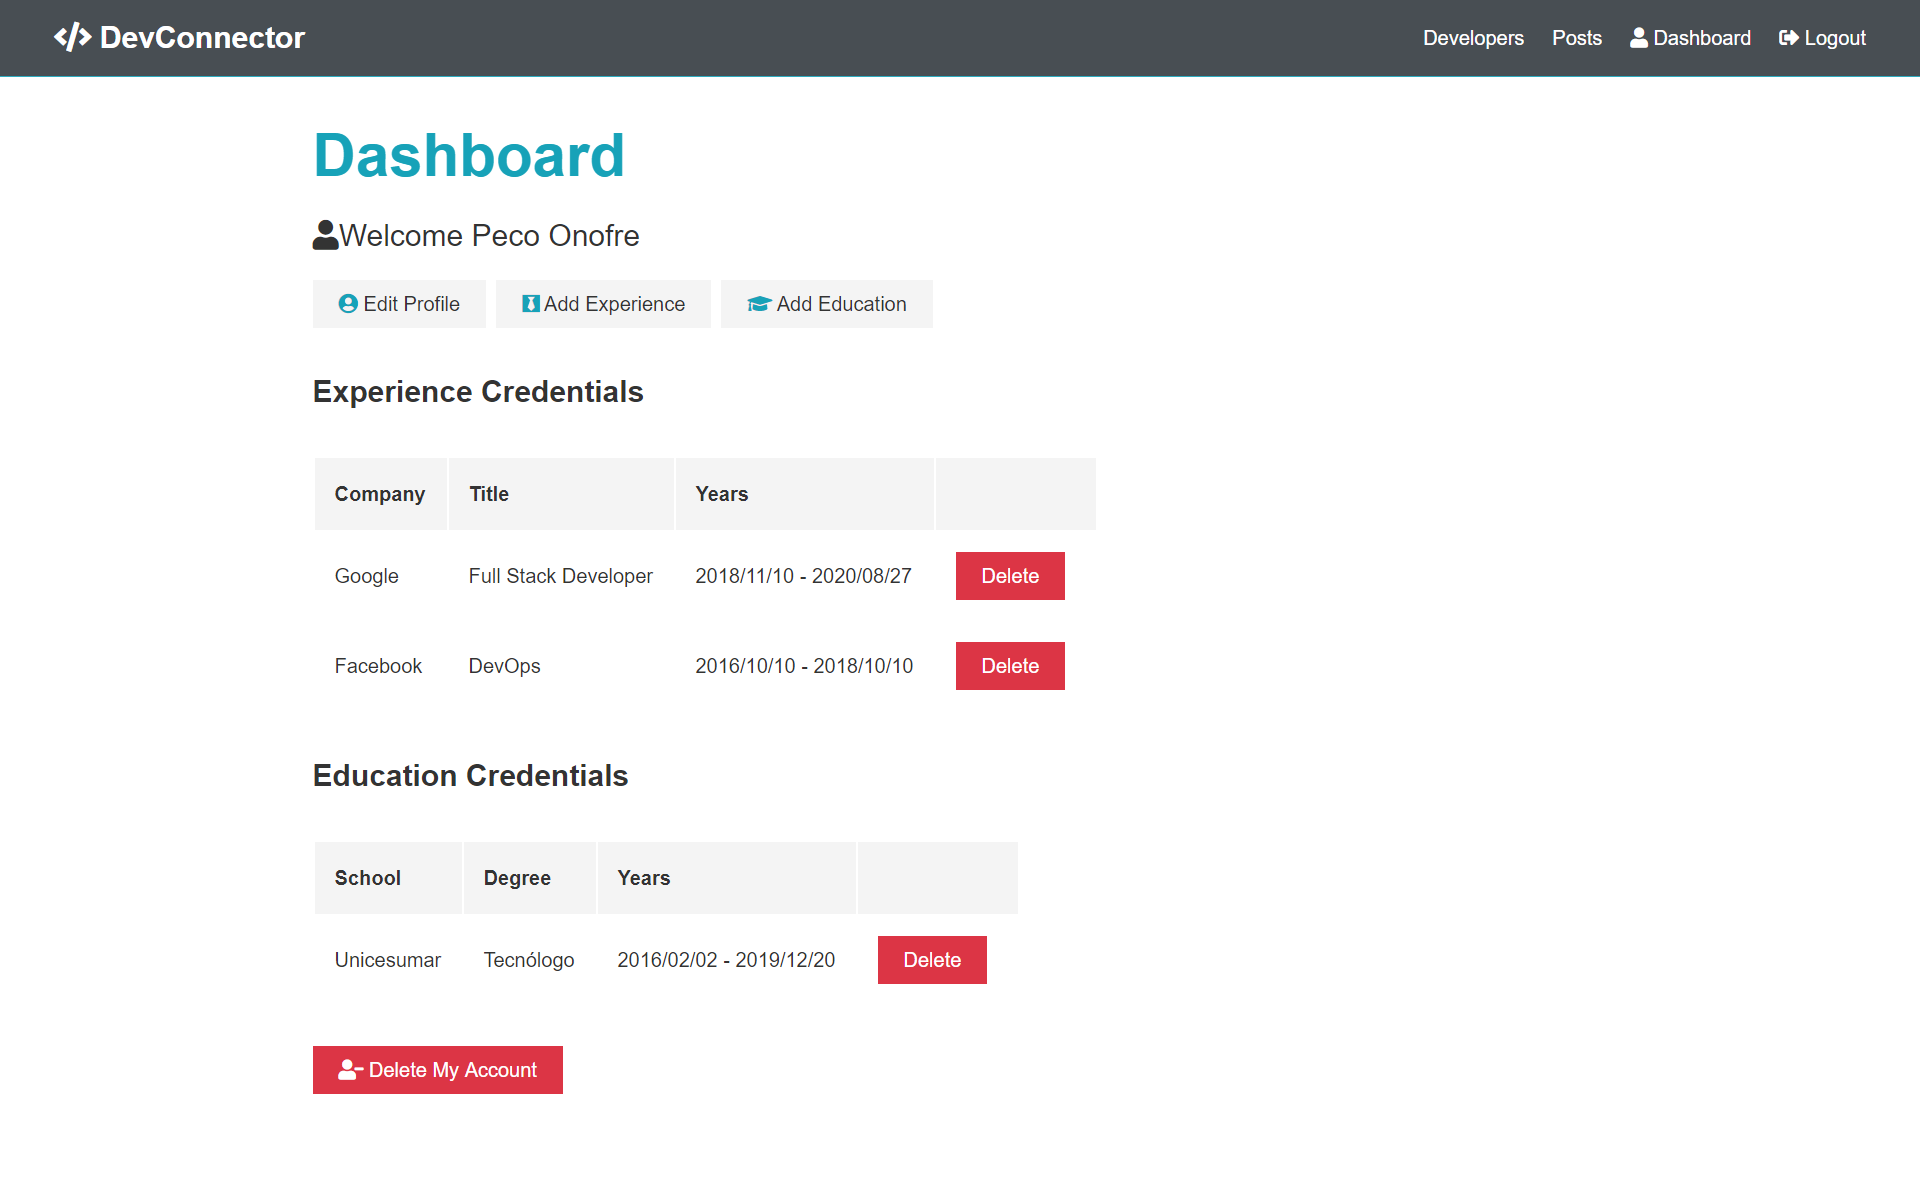 DevConnector Developers Posts Dashboard Logout
Dashboard
Welcome Peco Onofre
Edit Profile Add Experience Add Education
Experience Credentials
Company Title Years
Google Full Stack Developer 2018/11/10 - 2020/08/27 Delete
Facebook DevOps 2016/10/10 - 2018/10/10 Delete
Education Credentials
School Degree Years
Unicesumar Tecnólogo 2016/02/02 - 2019/12/20 Delete
Delete My Account